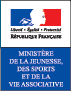 Liberté • Égalité • Fraternité
RÉPUBLIQUE FRANÇAISE
MINISTÈRE
DE LA JEUNESSE,
DES SPORTS
ET DE LA
VIE ASSOCIATIVE